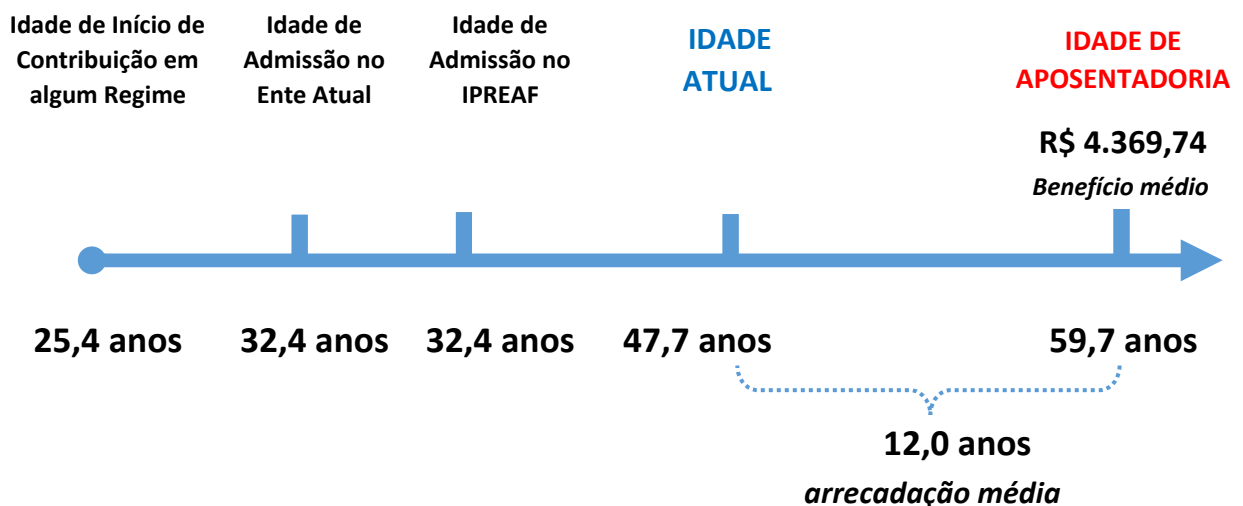 Idade de Início de
Contribuição em
algum Regime
Idade de
Admissão no
Ente Atual
Idade de
Admissão no
IPREAF
IDADE
ATUAL
IDADE DE
APOSENTADORIA
R$ 4.369,74
Benefício médio
25,4 anos
32,4 anos
32,4 anos
47,7 anos
59,7 anos
12,0 anos
arrecadação média